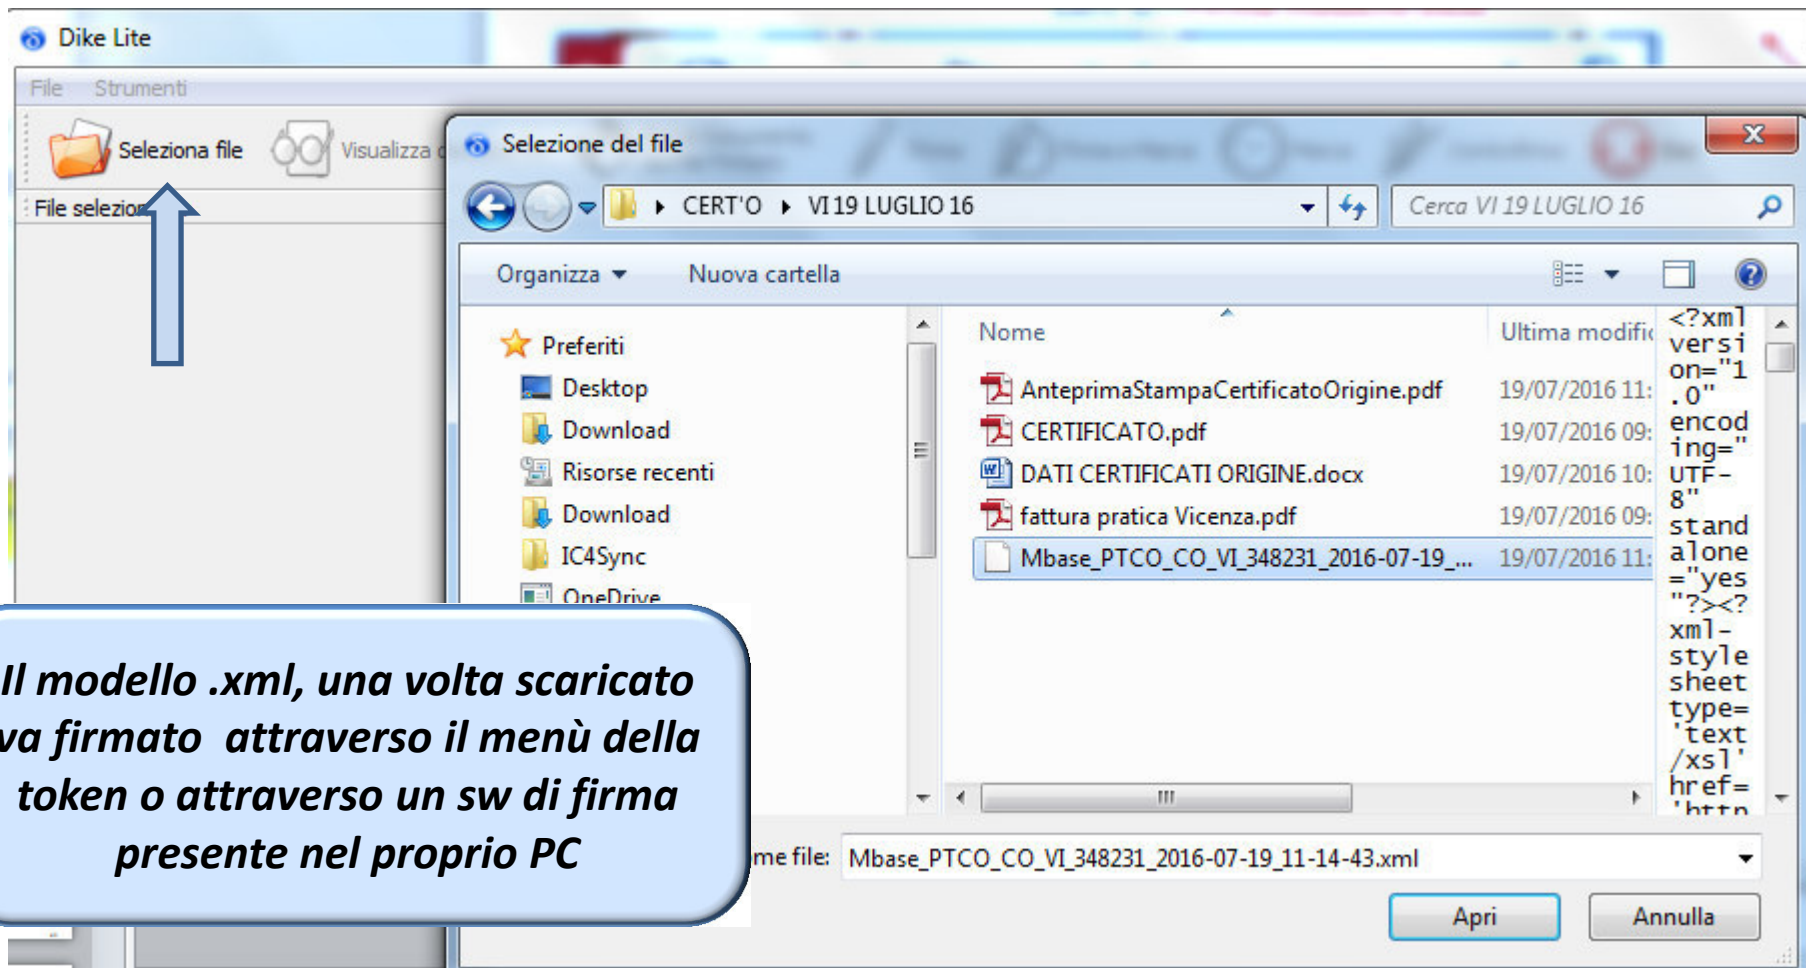 Dike Lite
File Strumenti
Seleziona file Visualizza
File selezion
Selezione del file
CERT'O VI 19 LUGLIO 16
Cerca VI 19 LUGLIO 16
Organizza Nuova cartella
Preferiti
Desktop
Download
Risorse recenti
Download
IC4Sync
OneDrive
Nome Ultima modific
AnteprimaStampaCertificatoOrigine.pdf 19/07/2016 11:
CERTIFICATO.pdf 19/07/2016 09:
DATI CERTIFICATI ORIGINE.docx 19/07/2016 10:
fattura pratica Vicenza.pdf 19/07/2016 09:
Mbase_PTCO_CO_VI_348231_2016-07-19_... 19/07/2016 11:
<?xml
versi
on="1
.0"
encod
ing="
UTF-
8"
stand
alone
="yes
"?><?
xml-
style
sheet
type=
'text
/xsl'
href=
'http
Il modello .xml, una volta scaricato
va firmato attraverso il menù della
token o attraverso un sw di firma
presente nel proprio PC
me file: Mbase_PTCO_CO_VI_348231_2016-07-19_11-14-43.xml
Apri Annulla